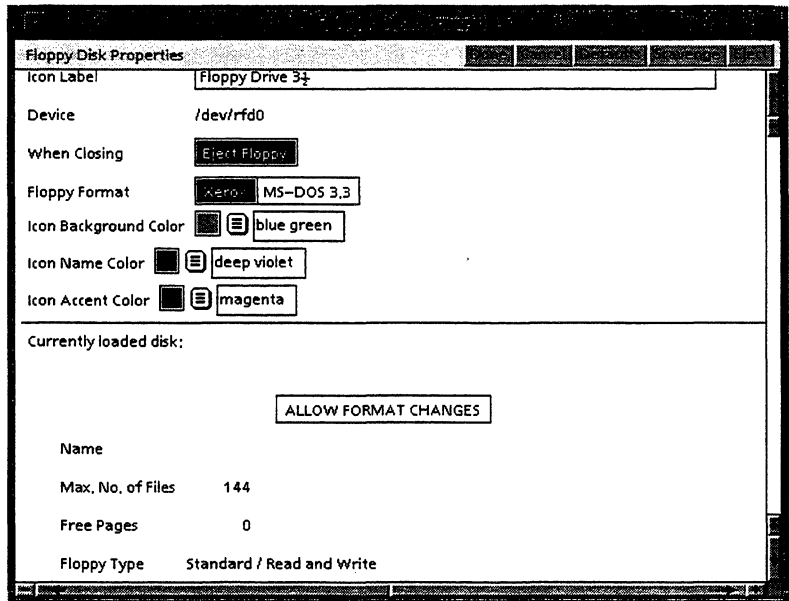 Floppy Disk Properties
Icon Label Floppy Drive 3½
Device /dev/rfd0
When Closing Eject Floppy
Floppy Format Xerox MS-DOS 3.3
Icon Background Color blue green
Icon Name Color deep violet
Icon Accent Color magenta
Currently loaded disk:
ALLOW FORMAT CHANGES
Name
Max. No. of Files 144
Free Pages 0
Floppy Type Standard / Read and Write